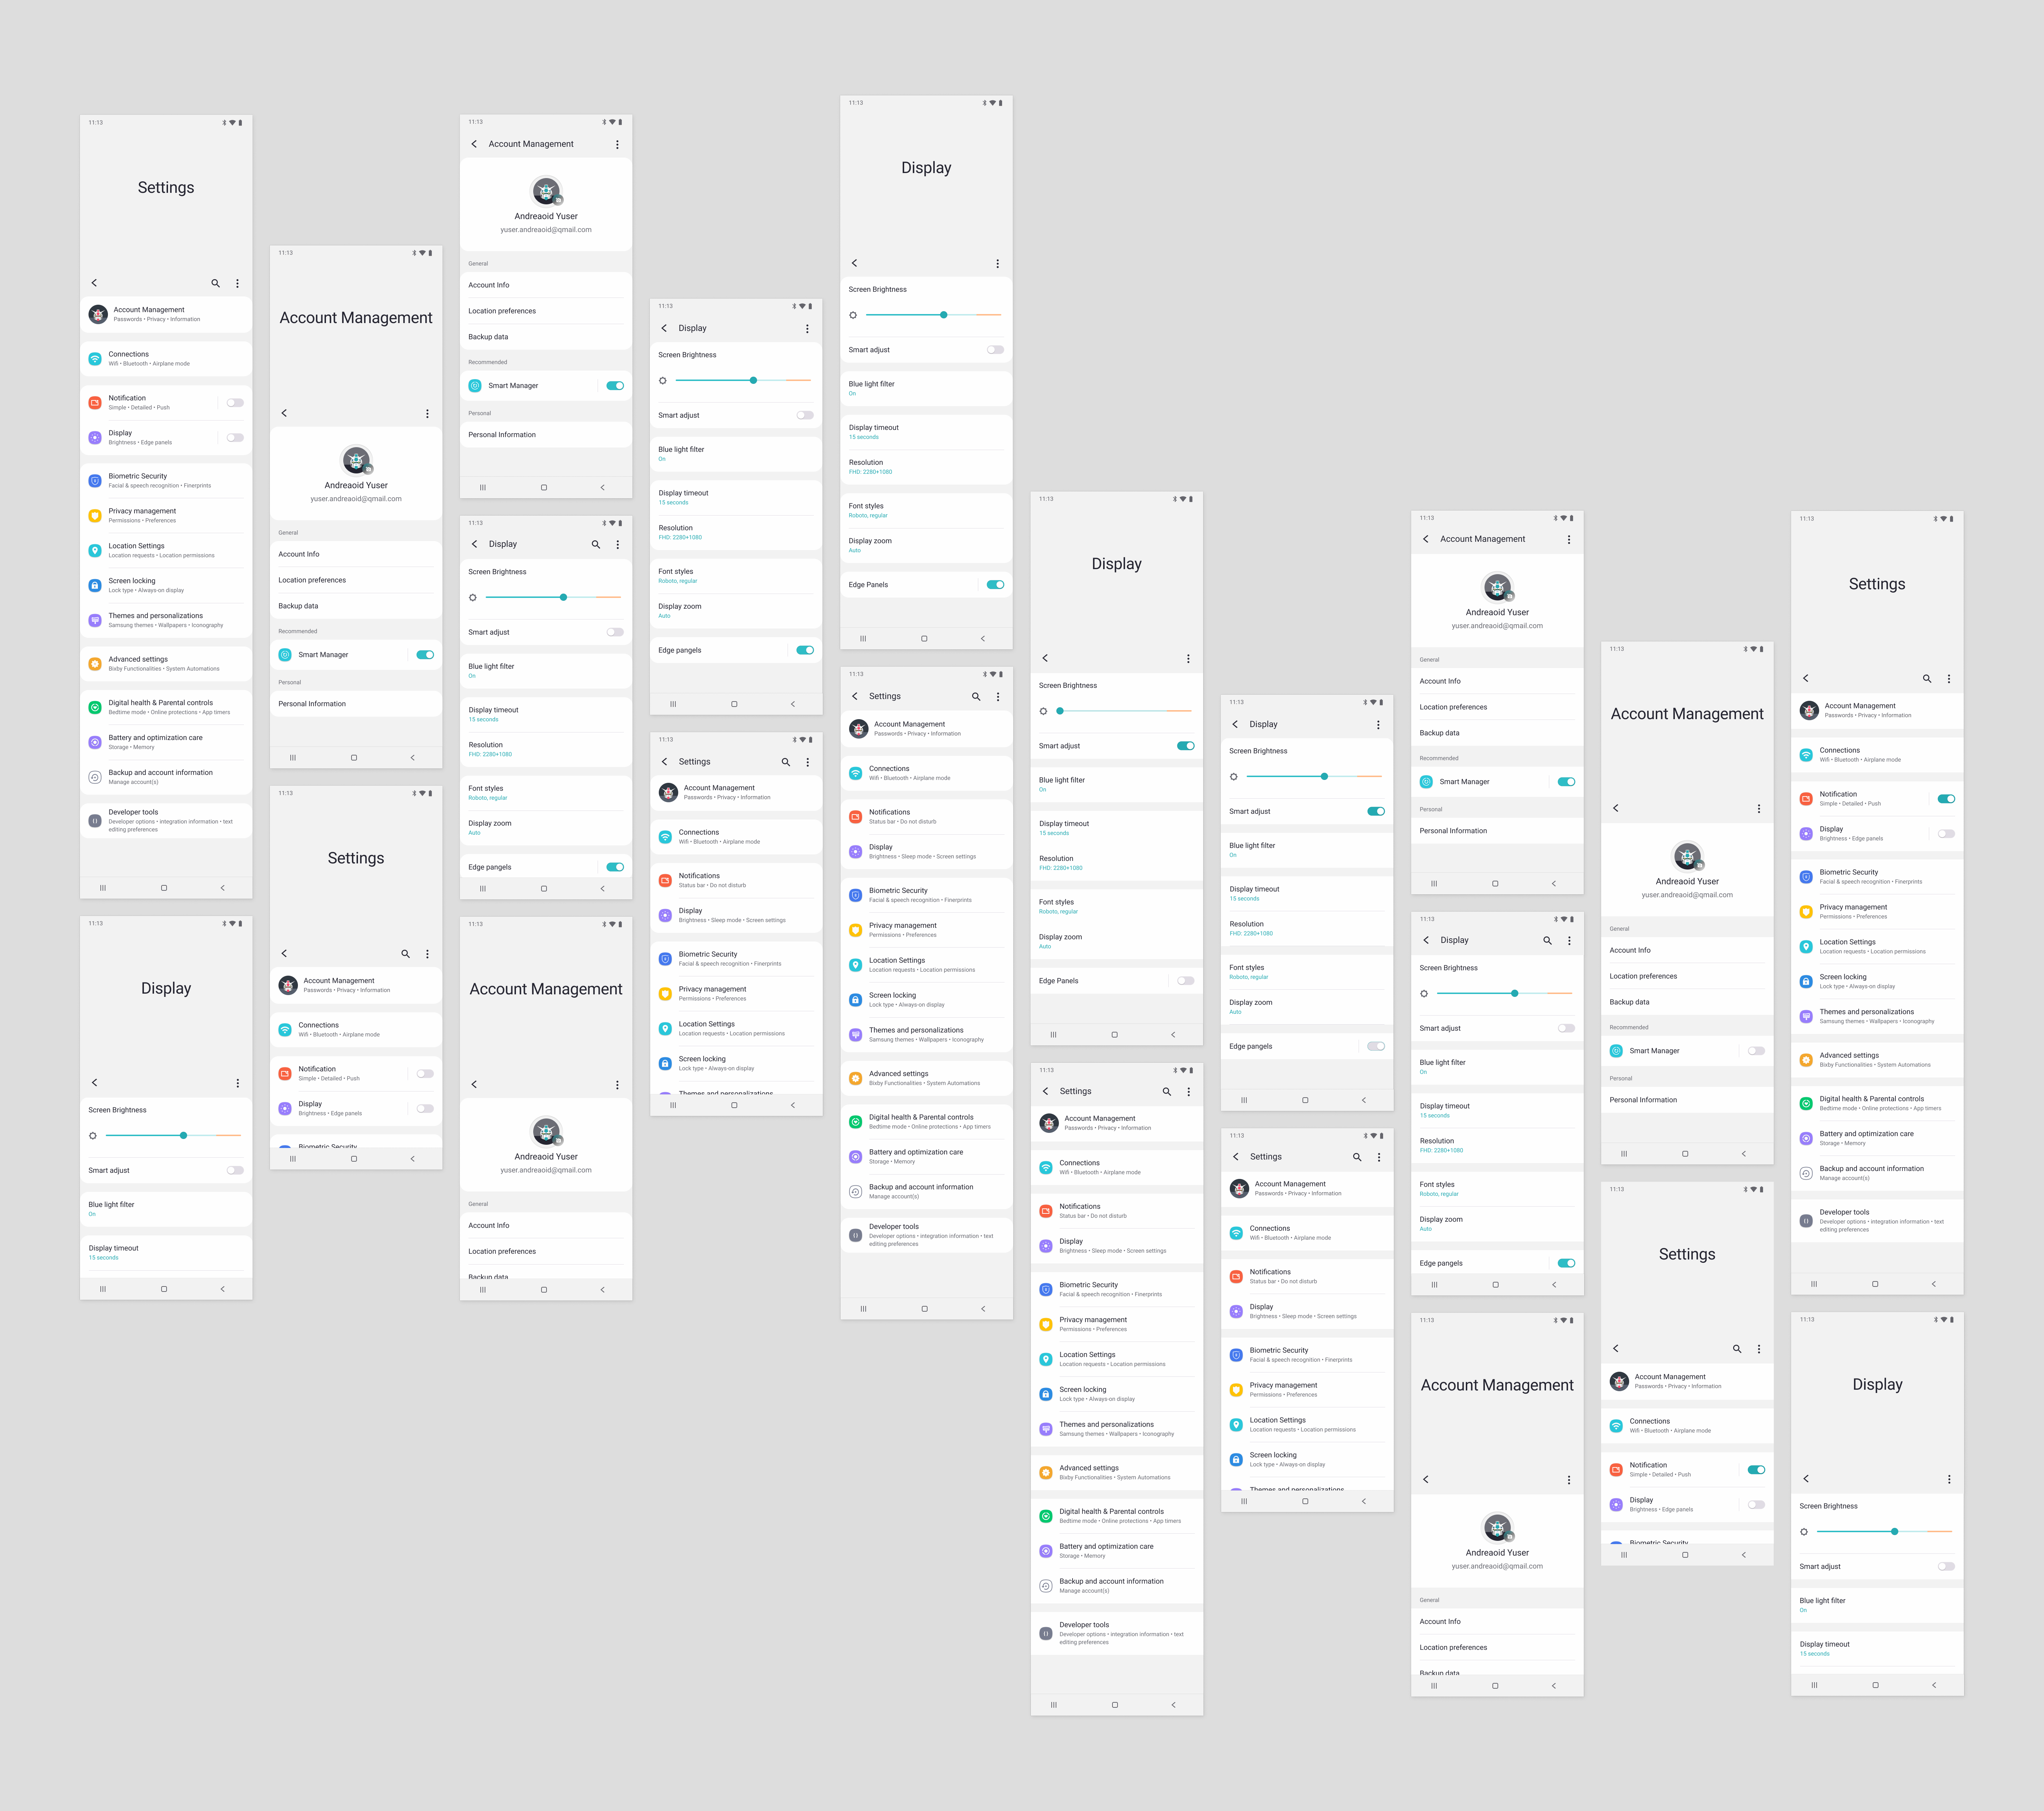 11:13
Settings
Account Management
Passwords • Privacy • Information
Connections
Wifi • Bluetooth • Airplane mode
Notification
Simple • Detailed • Push
Display
Brightness • Edge panels
Biometric Security
Facial & speech recognition • Finerprints
Privacy management
Permissions • Preferences
Location Settings
Location requests • Location permissions
Screen locking
Lock type • Always-on display
Themes and personalizations
Samsung themes • Wallpapers • Iconography
Advanced settings
Bixby Functionalities • System Automations
Digital health & Parental controls
Bedtime mode • Online protections • App timers
Battery and optimization care
Storage • Memory
Backup and account information
Manage account(s)
Developer tools
Developer options • integration information • text
editing preferences
11:13
Display
Screen Brightness
Smart adjust
Blue light filter
On
Display timeout
15 seconds
11:13
Account Management
Andreaoid Yuser
yuser.andreaoid@qmail.com
General
Account Info
Location preferences
Backup data
Recommended
Smart Manager
Personal
Personal Information
11:13
Settings
Account Management
Passwords • Privacy • Information
Connections
Wifi • Bluetooth • Airplane mode
Notification
Simple • Detailed • Push
Display
Brightness • Edge panels
Biometric Security
11:13
Account Management
Andreaoid Yuser
yuser.andreaoid@qmail.com
General
Account Info
Location preferences
Backup data
Recommended
Smart Manager
Personal
Personal Information
11:13
Display
Screen Brightness
Smart adjust
Blue light filter
On
Display timeout
15 seconds
Resolution
FHD: 2280*1080
Font styles
Roboto, regular
Display zoom
Auto
Edge pangels
11:13
Account Management
Andreaoid Yuser
yuser.andreaoid@qmail.com
General
Account Info
Location preferences
Backup data
11:13
Display
Screen Brightness
Smart adjust
Blue light filter
On
Display timeout
15 seconds
Resolution
FHD: 2280*1080
Font styles
Roboto, regular
Display zoom
Auto
Edge pangels
11:13
Settings
Account Management
Passwords • Privacy • Information
Connections
Wifi • Bluetooth • Airplane mode
Notifications
Status bar • Do not disturb
Display
Brightness • Sleep mode • Screen settings
Biometric Security
Facial & speech recognition • Finerprints
Privacy management
Permissions • Preferences
Location Settings
Location requests • Location permissions
Screen locking
Lock type • Always-on display
Themes and personalizations
11:13
Display
Screen Brightness
Smart adjust
Blue light filter
On
Display timeout
15 seconds
Resolution
FHD: 2280*1080
Font styles
Roboto, regular
Display zoom
Auto
Edge Panels
11:13
Settings
Account Management
Passwords • Privacy • Information
Connections
Wifi • Bluetooth • Airplane mode
Notifications
Status bar • Do not disturb
Display
Brightness • Sleep mode • Screen settings
Biometric Security
Facial & speech recognition • Finerprints
Privacy management
Permissions • Preferences
Location Settings
Location requests • Location permissions
Screen locking
Lock type • Always-on display
Themes and personalizations
Samsung themes • Wallpapers • Iconography
Advanced settings
Bixby Functionalities • System Automations
Digital health & Parental controls
Bedtime mode • Online protections • App timers
Battery and optimization care
Storage • Memory
Backup and account information
Manage account(s)
Developer tools
Developer options • integration information • text
editing preferences
11:13
Display
Screen Brightness
Smart adjust
Blue light filter
On
Display timeout
15 seconds
Resolution
FHD: 2280*1080
Font styles
Roboto, regular
Display zoom
Auto
Edge Panels
11:13
Settings
Account Management
Passwords • Privacy • Information
Connections
Wifi • Bluetooth • Airplane mode
Notifications
Status bar • Do not disturb
Display
Brightness • Sleep mode • Screen settings
Biometric Security
Facial & speech recognition • Finerprints
Privacy management
Permissions • Preferences
Location Settings
Location requests • Location permissions
Screen locking
Lock type • Always-on display
Themes and personalizations
Samsung themes • Wallpapers • Iconography
Advanced settings
Bixby Functionalities • System Automations
Digital health & Parental controls
Bedtime mode • Online protections • App timers
Battery and optimization care
Storage • Memory
Backup and account information
Manage account(s)
Developer tools
Developer options • integration information • text
editing preferences
11:13
Display
Screen Brightness
Smart adjust
Blue light filter
On
Display timeout
15 seconds
Resolution
FHD: 2280*1080
Font styles
Roboto, regular
Display zoom
Auto
Edge pangels
11:13
Settings
Account Management
Passwords • Privacy • Information
Connections
Wifi • Bluetooth • Airplane mode
Notifications
Status bar • Do not disturb
Display
Brightness • Sleep mode • Screen settings
Biometric Security
Facial & speech recognition • Finerprints
Privacy management
Permissions • Preferences
Location Settings
Location requests • Location permissions
Screen locking
Lock type • Always-on display
Themes and personalizations
11:13
Account Management
Andreaoid Yuser
yuser.andreaoid@qmail.com
General
Account Info
Location preferences
Backup data
Recommended
Smart Manager
Personal
Personal Information
11:13
Display
Screen Brightness
Smart adjust
Blue light filter
On
Display timeout
15 seconds
Resolution
FHD: 2280*1080
Font styles
Roboto, regular
Display zoom
Auto
Edge pangels
11:13
Account Management
Andreaoid Yuser
yuser.andreaoid@qmail.com
General
Account Info
Location preferences
Backup data
11:13
Account Management
Andreaoid Yuser
yuser.andreaoid@qmail.com
General
Account Info
Location preferences
Backup data
Recommended
Smart Manager
Personal
Personal Information
11:13
Settings
Account Management
Passwords • Privacy • Information
Connections
Wifi • Bluetooth • Airplane mode
Notification
Simple • Detailed • Push
Display
Brightness • Edge panels
Biometric Security
11:13
Settings
Account Management
Passwords • Privacy • Information
Connections
Wifi • Bluetooth • Airplane mode
Notification
Simple • Detailed • Push
Display
Brightness • Edge panels
Biometric Security
Facial & speech recognition • Finerprints
Privacy management
Permissions • Preferences
Location Settings
Location requests • Location permissions
Screen locking
Lock type • Always-on display
Themes and personalizations
Samsung themes • Wallpapers • Iconography
Advanced settings
Bixby Functionalities • System Automations
Digital health & Parental controls
Bedtime mode • Online protections • App timers
Battery and optimization care
Storage • Memory
Backup and account information
Manage account(s)
Developer tools
Developer options • integration information • text
editing preferences
11:13
Display
Screen Brightness
Smart adjust
Blue light filter
On
Display timeout
15 seconds